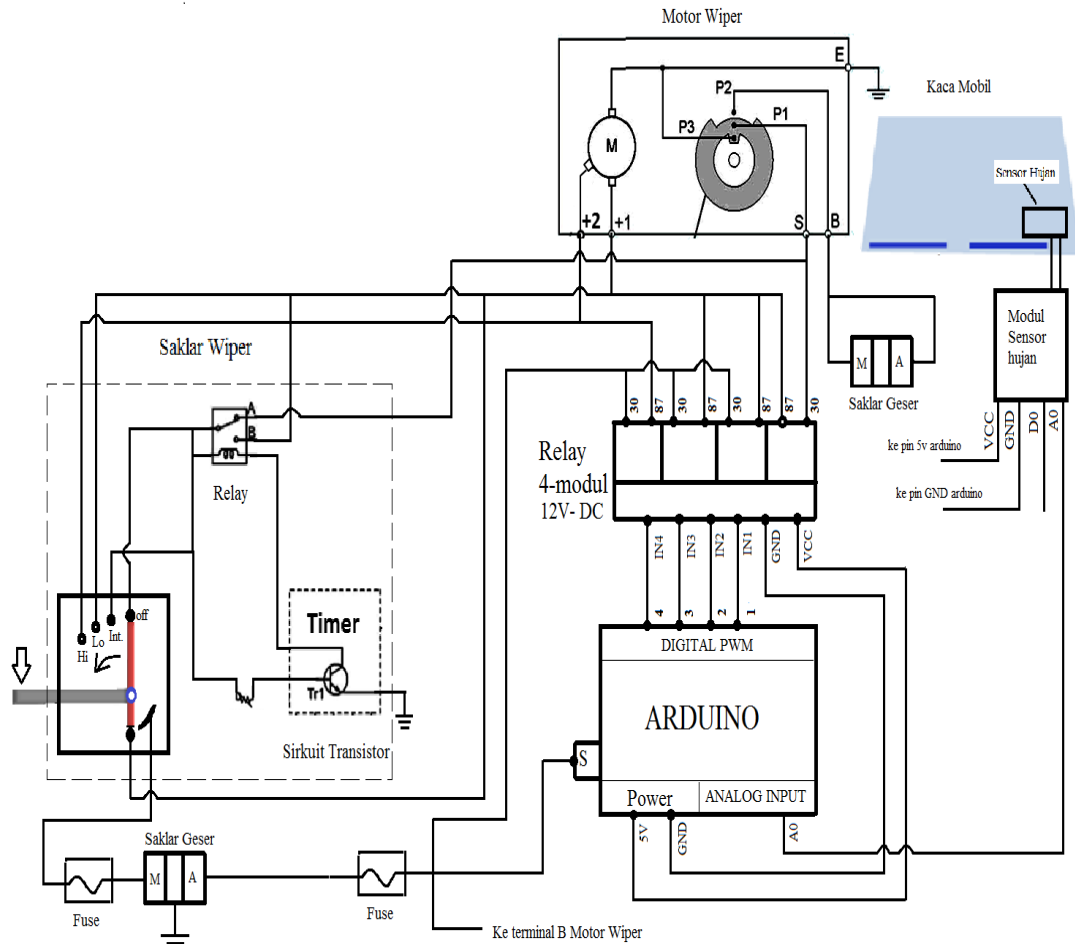 Motor Wiper
E
Kaca Mobil
P2
P1
P3
M
+2
+1
S
B
Sensor Hujan
Modul
Sensor
hujan
M
A
Saklar Geser
VCC
GND
D0
A0
ke pin 5v arduino
ke pin GND arduino
Saklar Wiper
A
B
Relay
30
87
30
87
30
87
87
30
Relay
4-modul
12V- DC
IN4
IN3
IN2
IN1
GND
VCC
4
3
2
1
DIGITAL PWM
ARDUINO
S
Power
ANALOG INPUT
5V
GND
A0
off
Int.
Lo
Hi
Timer
Tr1
Sirkuit Transistor
Saklar Geser
M
A
Fuse
Fuse
Ke terminal B Motor Wiper